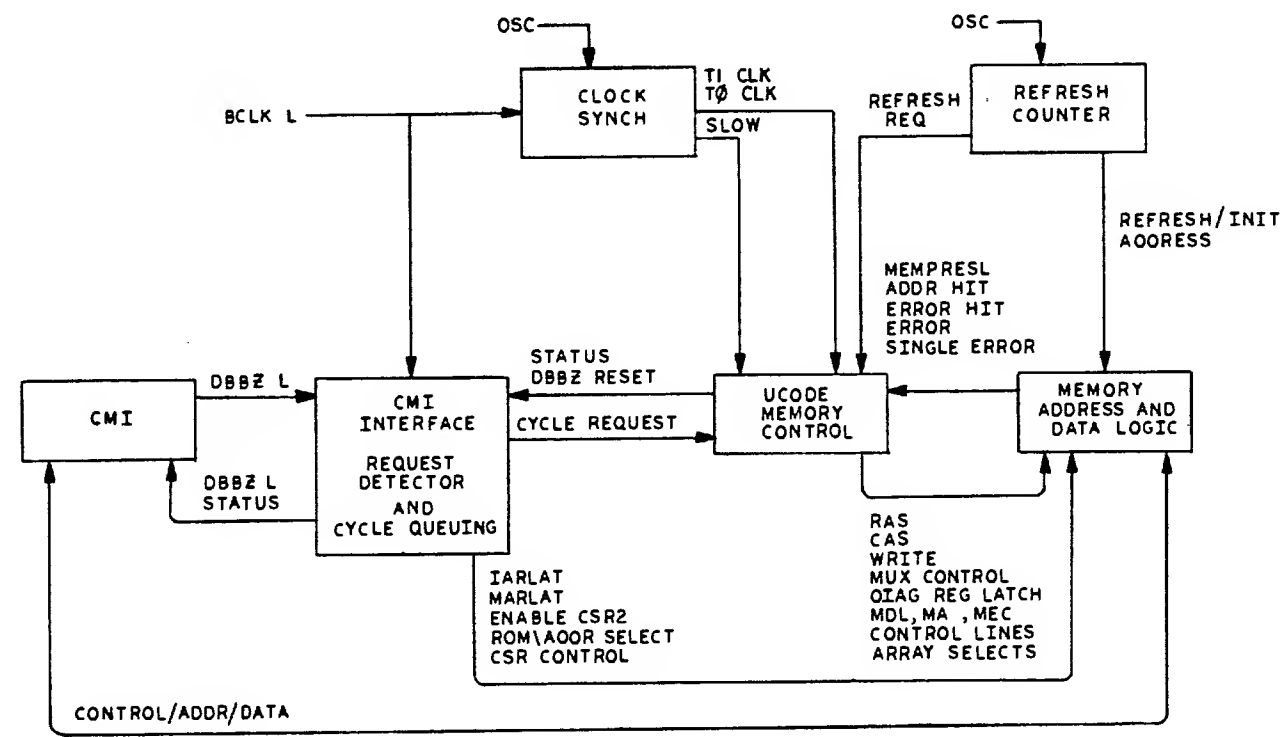 OSC
OSC
CLOCK
SYNCH
T1 CLK
TØ CLK
SLOW
REFRESH
REQ
REFRESH
COUNTER
BCLK L
REFRESH/INIT
AOORESS
MEMPRESL
ADDR HIT
ERROR HIT
ERROR
SINGLE ERROR
CMI
DBBZ L
CMI
INTERFACE
REQUEST
DETECTOR
AND
CYCLE QUEUING
STATUS
DBBZ RESET
CYCLE REQUEST
UCODE
MEMORY
CONTROL
MEMORY
ADDRESS AND
DATA LOGIC
DBBZ L
STATUS
IARLAT
MARLAT
ENABLE CSR2
ROM\AOOR SELECT
CSR CONTROL
RAS
CAS
WRITE
MUX CONTROL
OIAG REG LATCH
MDL, MA , MEC
CONTROL LINES
ARRAY SELECTS
CONTROL/ADDR/DATA